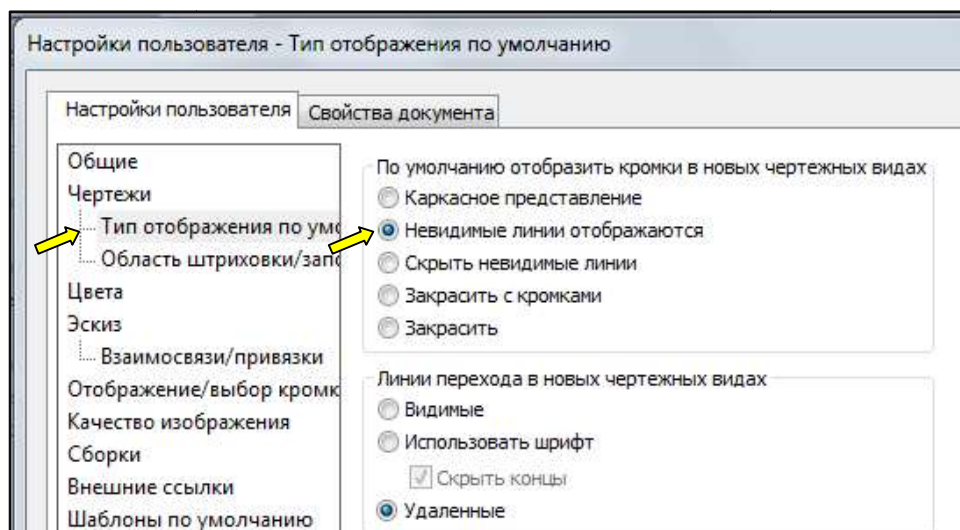 Настройки пользователя - Тип отображения по умолчанию
Настройки пользователя
Свойства документа
Общие
Чертежи
Тип отображения по умо
Область штриховки/запо
Цвета
Эскиз
Взаимосвязи/привязки
Отображение/выбор кромк
Качество изображения
Сборки
Внешние ссылки
Шаблоны по умолчанию
По умолчанию отобразить кромки в новых чертежных видах
Каркасное представление
Невидимые линии отображаются
Скрыть невидимые линии
Закрасить с кромками
Закрасить
Линии перехода в новых чертежных видах
Видимые
Использовать шрифт
Скрыть концы
Удаленные